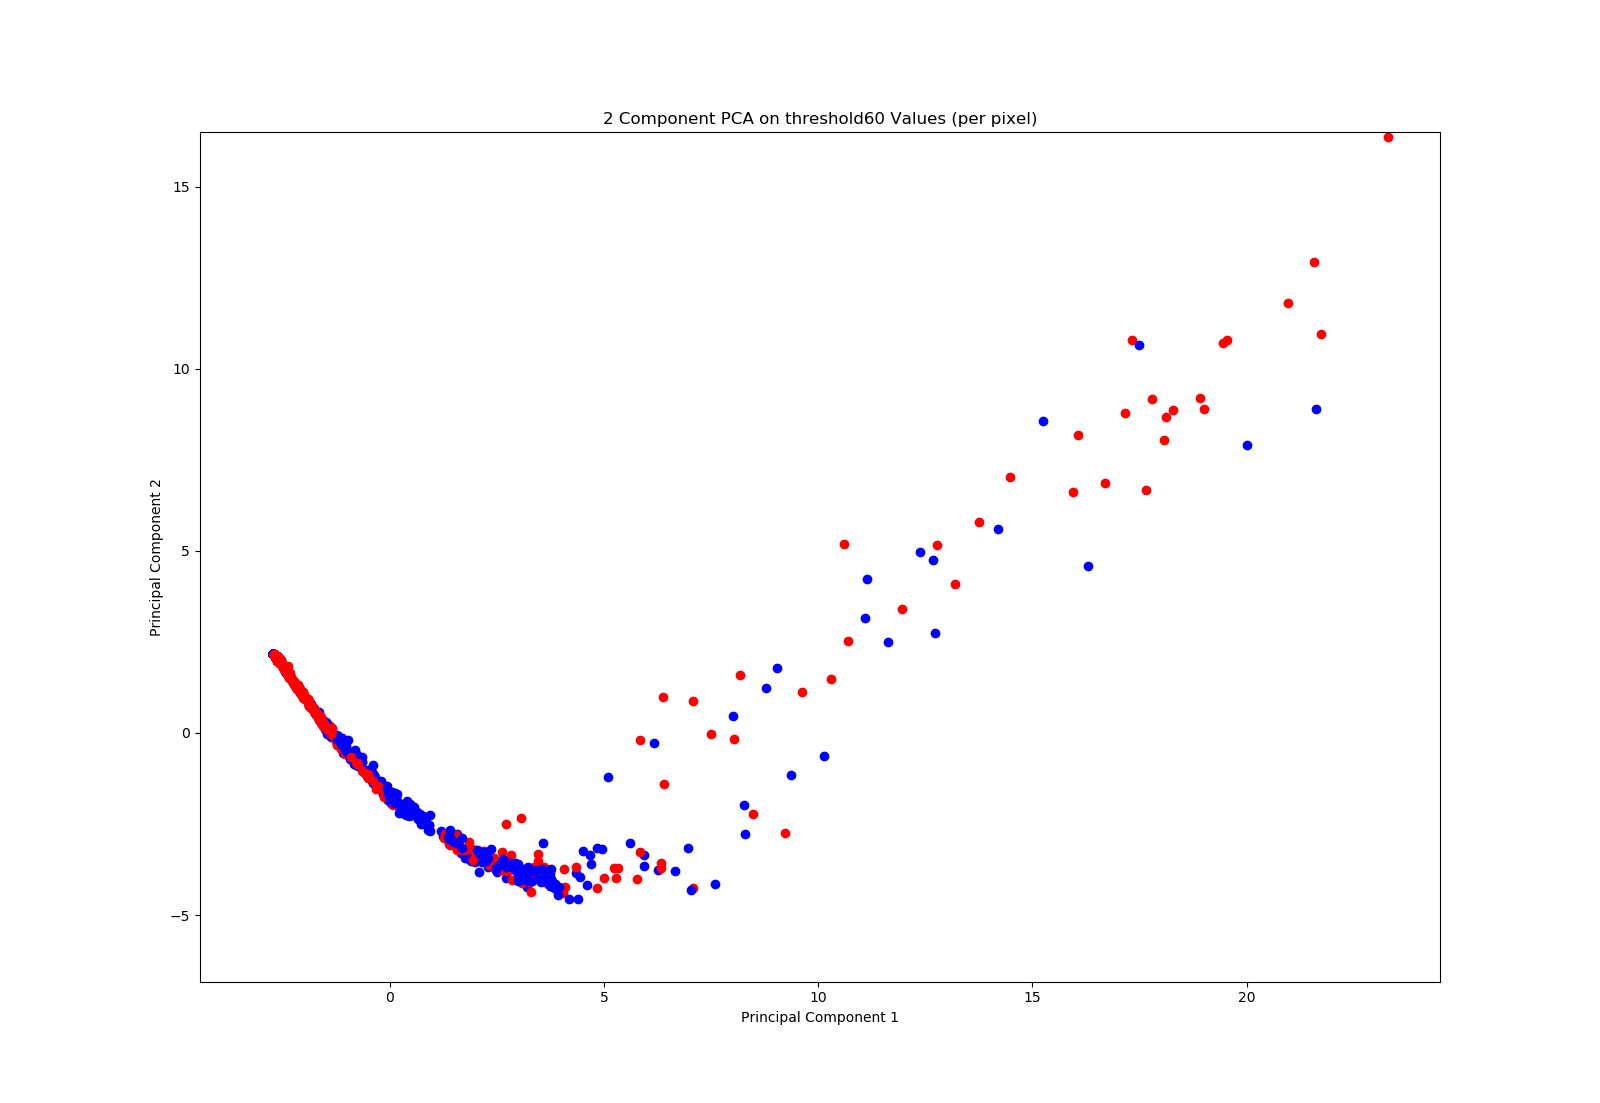 2 Component PCA on threshold60 Values (per pixel)
15
10
5
0
−5
Principal Component 2
0 5 10 15 20
Principal Component 1